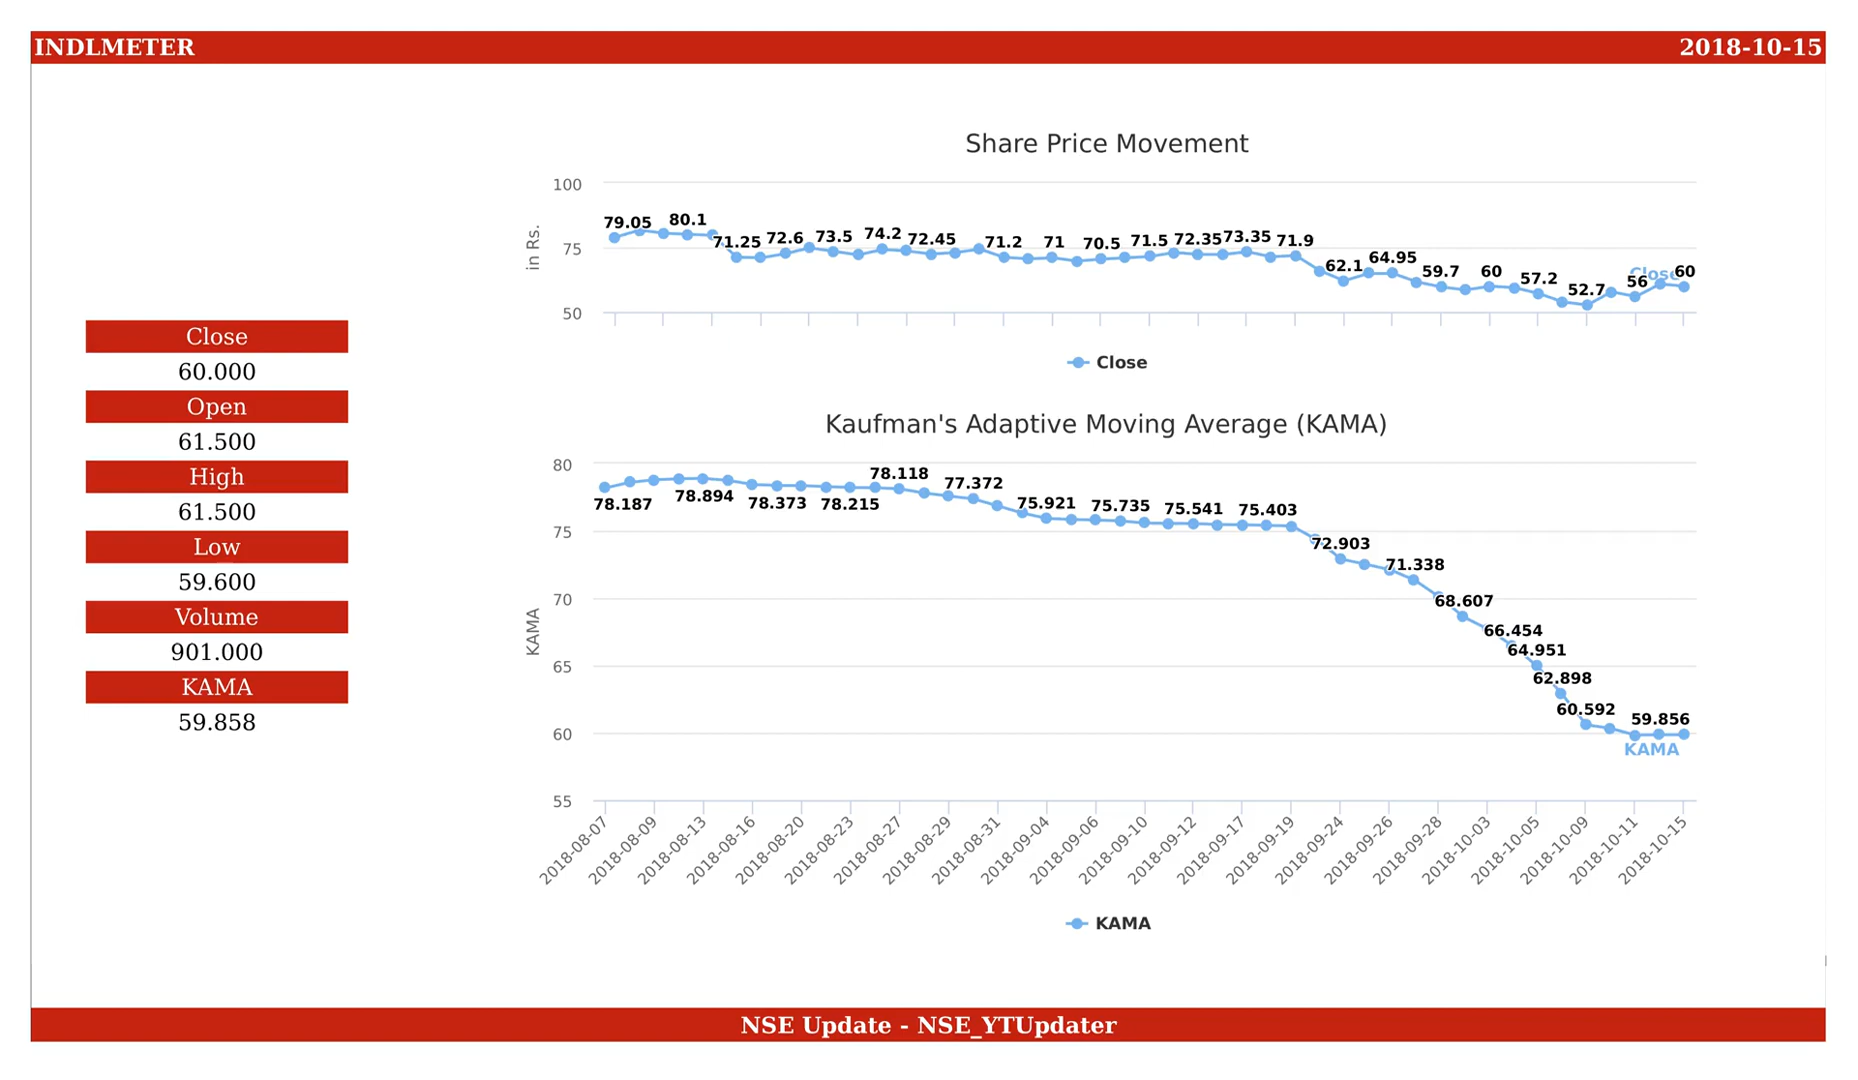 INDLMETER
2018-10-15
Close
60.000
Open
61.500
High
61.500
Low
59.600
Volume
901.000
KAMA
59.858
Share Price Movement
in Rs.
100
75
50
79.05 80.1 71.25 72.6 73.5 74.2 72.45 71.2 71 70.5 71.5 72.35 73.35 71.9 62.1 64.95 59.7 60 57.2 52.7 56 60
Close
Close
Kaufman's Adaptive Moving Average (KAMA)
KAMA
80
75
70
65
60
55
78.187 78.894 78.373 78.215 78.118 77.372 75.921 75.735 75.541 75.403 72.903 71.338 68.607 66.454 64.951 62.898 60.592 59.856
KAMA
2018-08-07 2018-08-09 2018-08-13 2018-08-16 2018-08-20 2018-08-23 2018-08-27 2018-08-29 2018-08-31 2018-09-04 2018-09-06 2018-09-10 2018-09-12 2018-09-17 2018-09-19 2018-09-24 2018-09-26 2018-09-28 2018-10-03 2018-10-05 2018-10-09 2018-10-11 2018-10-15
KAMA
NSE Update - NSE_YTUpdater